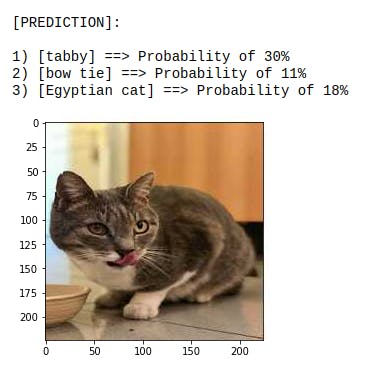 [PREDICTION]:
1) [tabby] ==> Probability of 30%
2) [bow tie] ==> Probability of 11%
3) [Egyptian cat] ==> Probability of 18%
0
25
50
75
100
125
150
175
200
0 50 100 150 200